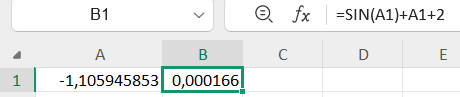 B1 fx =SIN(A1)+A1+2
A B C D E
1 -1,105945853 0,000166